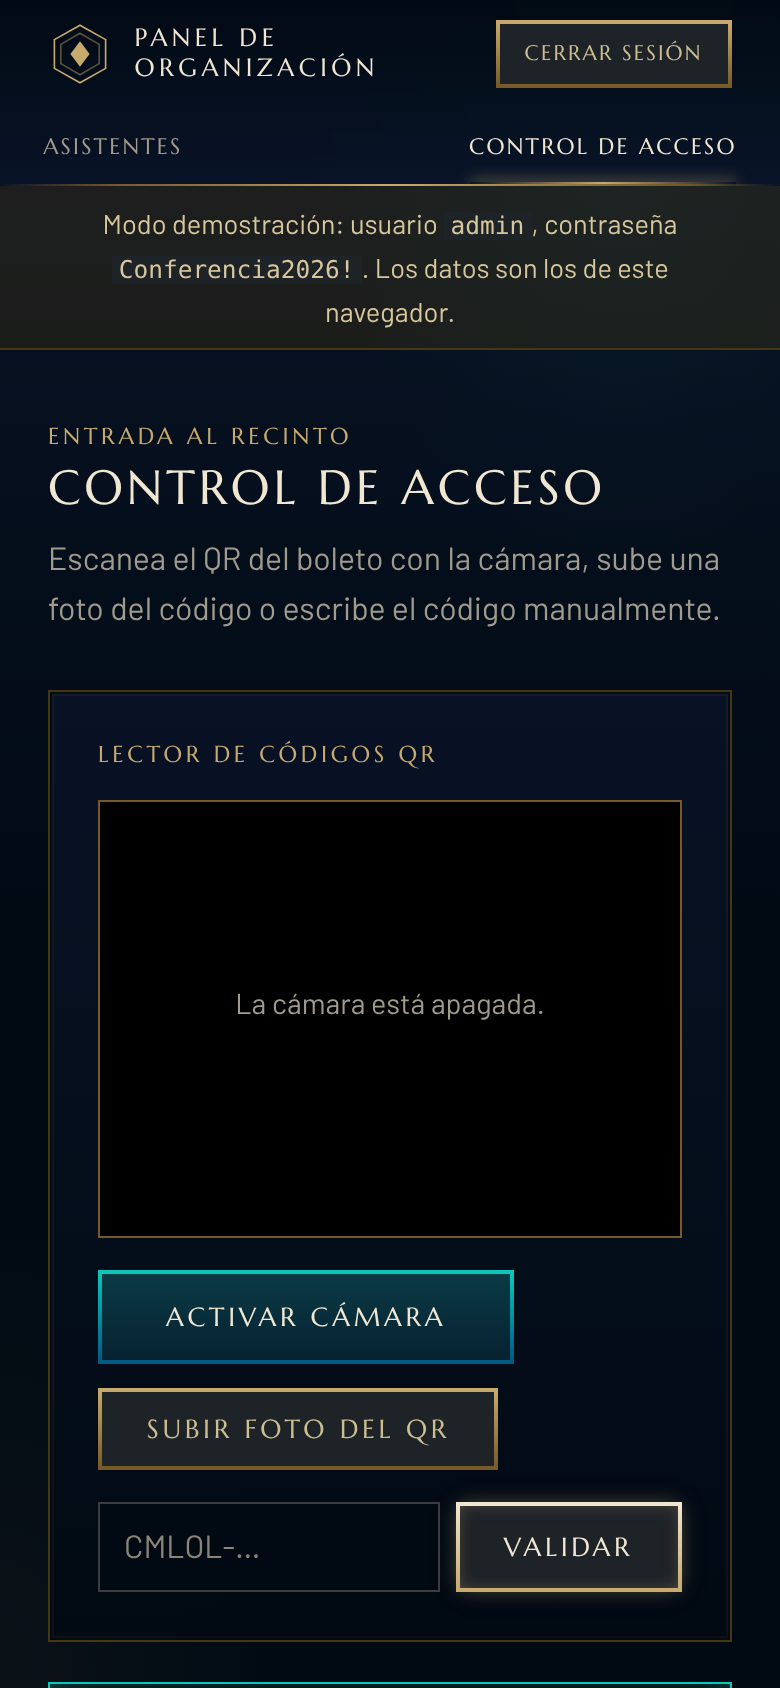 PANEL DE
ORGANIZACIÓN
CERRAR SESIÓN
ASISTENTES
CONTROL DE ACCESO
Modo demostración: usuario admin , contraseña
Conferencia2026! . Los datos son los de este
navegador.
ENTRADA AL RECINTO
CONTROL DE ACCESO
Escanea el QR del boleto con la cámara, sube una
foto del código o escribe el código manualmente.
LECTOR DE CÓDIGOS QR
La cámara está apagada.
ACTIVAR CÁMARA
SUBIR FOTO DEL QR
CMLOL-...
VALIDAR